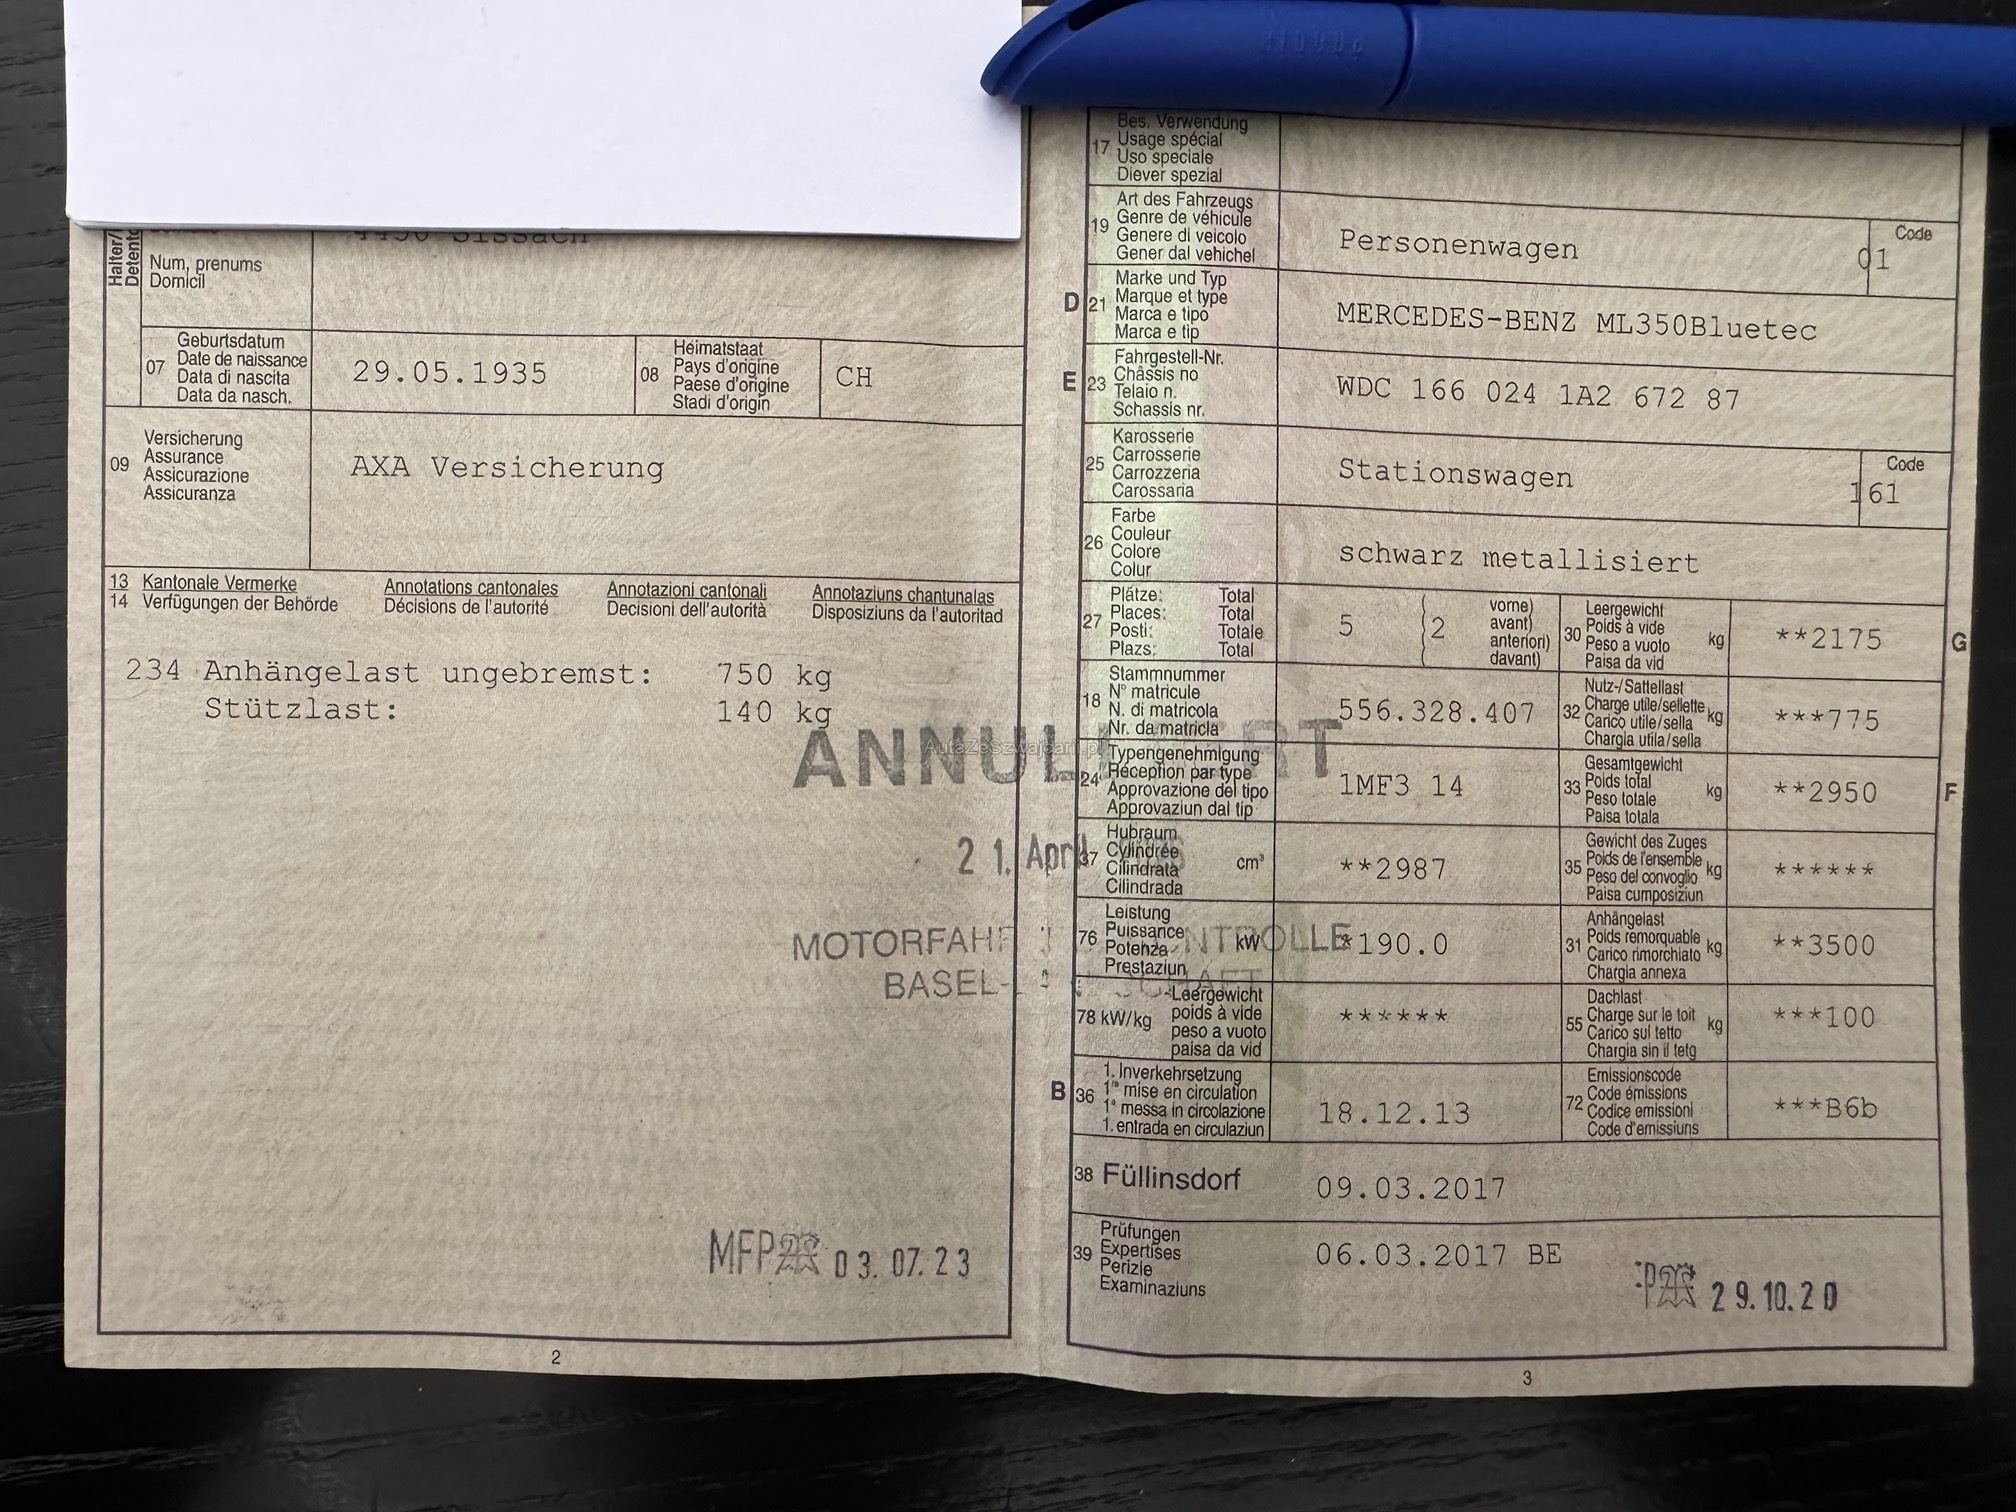 Halter/
Detento
Num, prenums
Domicil
07
Geburtsdatum
Date de naissance
Data di nascita
Data da nasch.
29.05.1935
08
Heimatstaat
Pays d'origine
Paese d'origine
Stadi d'origin
CH
09
Versicherung
Assurance
Assicurazione
Assicuranza
AXA Versicherung
13 Kantonale Vermerke Annotations cantonales Annotazioni cantonali Annotaziuns chantunalas
14 Verfügungen der Behörde Décisions de l'autorité Decisioni dell'autorità Disposiziuns da l'autoritad
234 Anhängelast ungebremst: 750 kg
Stützlast: 140 kg
AutaZeSzwajcarii.pl
21. April
BASEL-
MFP 03.07.23
2
17
Bes. Verwendung
Usage spécial
Uso speciale
Diever spezial
19
Art des Fahrzeugs
Genre de véhicule
Genere di veicolo
Gener dal vehichel
Personenwagen
Code
01
D 21
Marke und Typ
Marque et type
Marca e tipo
Marca e tip
MERCEDES-BENZ ML350Bluetec
E 23
Fahrgestell-Nr.
Châssis no
Telaio n.
Schassis nr.
WDC 166 024 1A2 672 87
25
Karosserie
Carrosserie
Carrozzeria
Carossaria
Stationswagen
Code
161
26
Farbe
Couleur
Colore
Colur
schwarz metallisiert
27
Plätze: Total
Places: Total
Posti: Totale
Plazs: Total
5 (2
vorne)
avant)
anteriori)
davant)
30
Leergewicht
Poids à vide
Peso a vuoto
Paisa da vid
kg
**2175
G
18
Stammnummer
N° matricule
N. di matricola
Nr. da matricla
556.328.407
32
Nutz-/Sattellast
Charge utile/sellette
Carico utile/sella
Chargia utila/sella
kg
***775
24
Typengenehmigung
Réception par type
Approvazione del tipo
Approvaziun dal tip
1MF3 14
33
Gesamtgewicht
Poids total
Peso totale
Paisa totala
kg
**2950
F
37
Hubraum
Cylindrée
Cilindrata
Cilindrada
cm³
**2987
35
Gewicht des Zuges
Poids de l'ensemble
Peso del convoglio
Paisa cumposiziun
kg
******
76
Leistung
Puissance
Potenza
Prestaziun
kW
*190.0
31
Anhängelast
Poids remorquable
Carico rimorchiato
Chargia annexa
kg
**3500
78 kW/kg
Leergewicht
poids à vide
peso a vuoto
paisa da vid
******
55
Dachlast
Charge sur le toit
Carico sul tetto
Chargia sin il tetg
kg
***100
B 36
1. Inverkehrsetzung
1re mise en circulation
1a messa in circolazione
1. entrada en circulaziun
18.12.13
72
Emissionscode
Code émissions
Codice emissioni
Code d'emissiuns
***B6b
38 Füllinsdorf 09.03.2017
39
Prüfungen
Expertises
Perizie
Examinaziuns
06.03.2017 BE
29.10.20
3